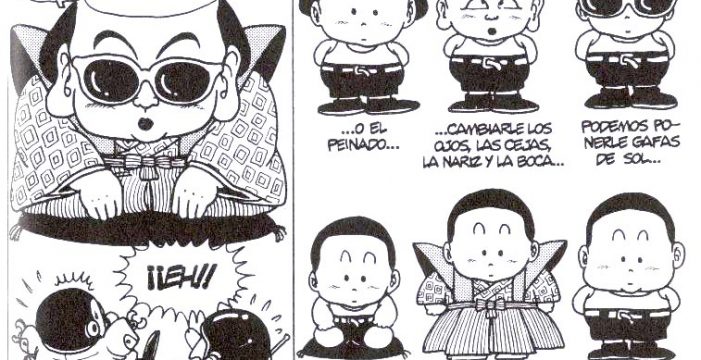 ¡¡EH!!
...O EL
PEINADO...
...CAMBIARLE LOS
OJOS, LAS CEJAS,
LA NARIZ Y LA BOCA...
PODEMOS PO-
NERLE GAFAS
DE SOL...